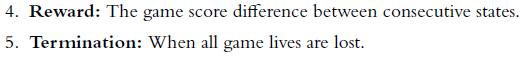 4. Reward: The game score difference between consecutive states.
5. Termination: When all game lives are lost.